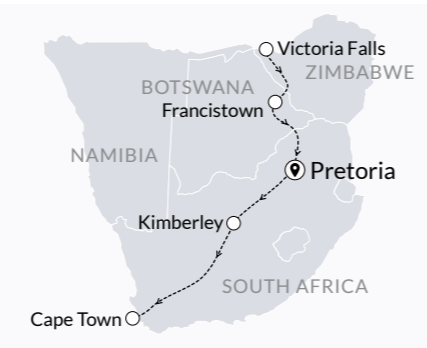 Victoria Falls
ZIMBABWE
BOTSWANA
Francistown
NAMIBIA
Pretoria
Kimberley
SOUTH AFRICA
Cape Town